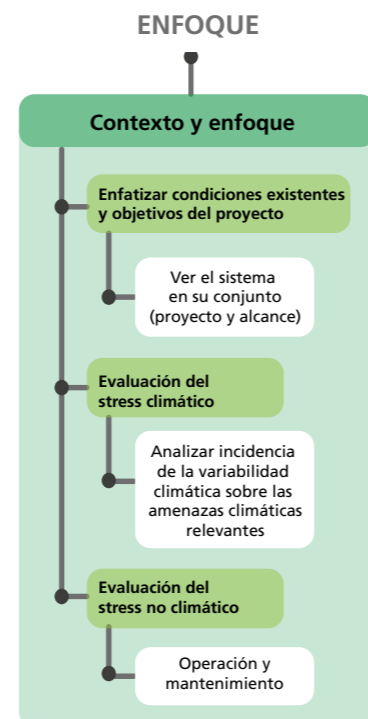 ENFOQUE
Contexto y enfoque
Enfatizar condiciones existentes
y objetivos del proyecto
Ver el sistema
en su conjunto
(proyecto y alcance)
Evaluación del
stress climático
Analizar incidencia
de la variabilidad
climática sobre las
amenazas climáticas
relevantes
Evaluación del
stress no climático
Operación y
mantenimiento